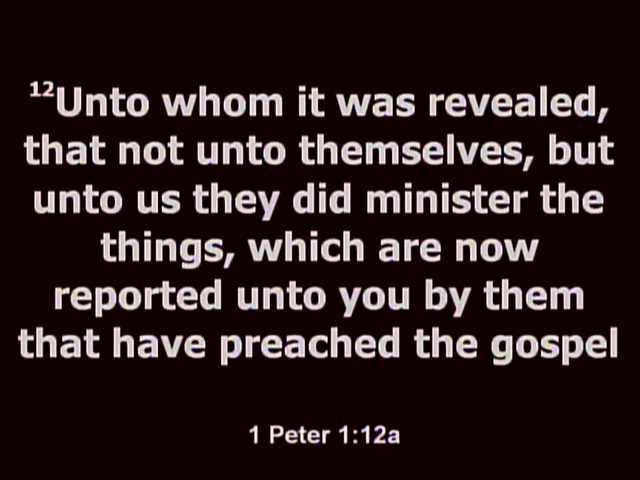 12Unto whom it was revealed,
that not unto themselves, but
unto us they did minister the
things, which are now
reported unto you by them
that have preached the gospel
1 Peter 1:12a